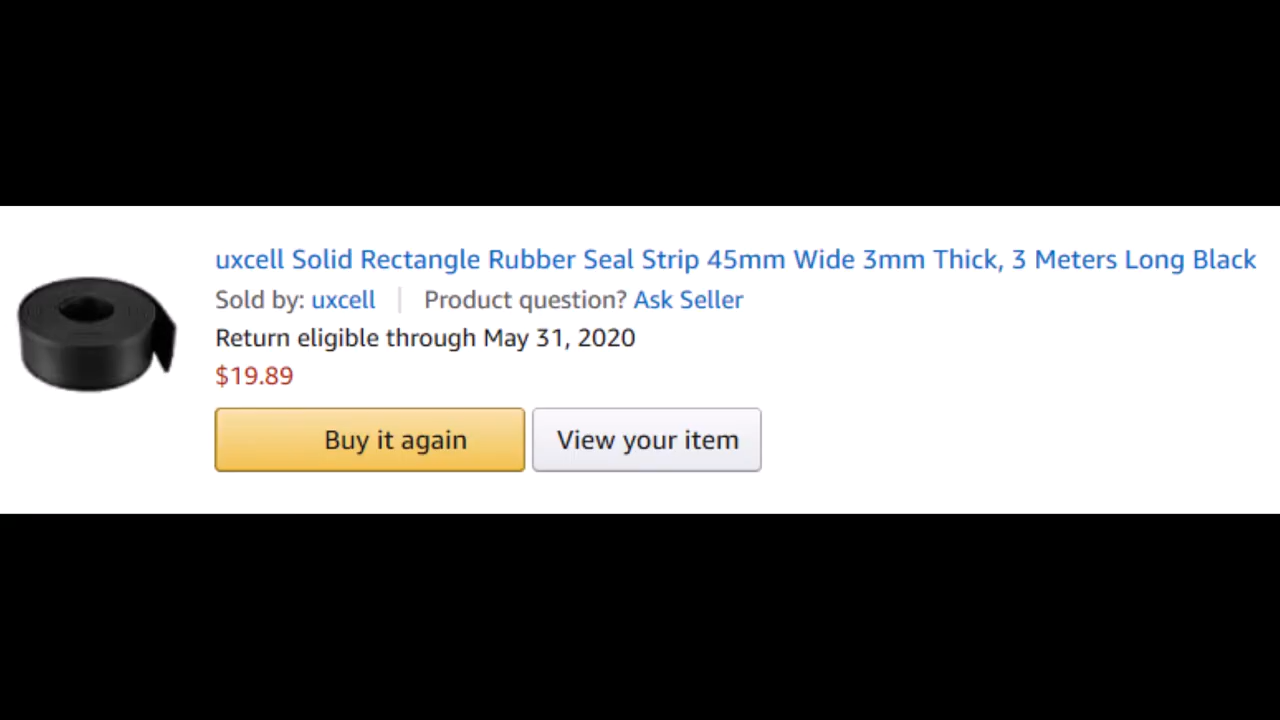 uxcell Solid Rectangle Rubber Seal Strip 45mm Wide 3mm Thick, 3 Meters Long Black
Sold by: uxcell | Product question? Ask Seller
Return eligible through May 31, 2020
$19.89
Buy it again View your item